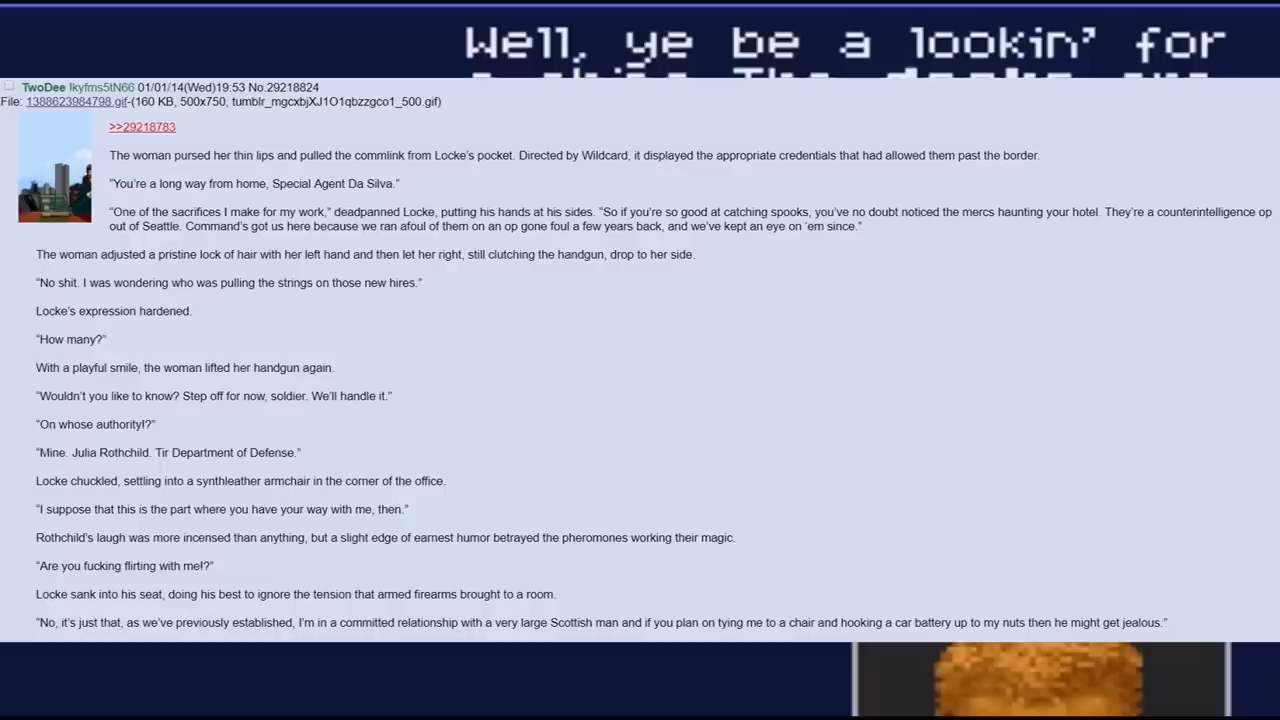 Well, ye be a lookin' for
TwoDee !kyfms5tN66 01/01/14(Wed)19:53 No.29218824
File: 1388623984798.gif-(160 KB, 500x750, tumblr_mgcxbjXJ1O1qbzzgco1_500.gif)
>>29218783
The woman pursed her thin lips and pulled the commlink from Locke's pocket. Directed by Wildcard, it displayed the appropriate credentials that had allowed them past the border.
“You're a long way from home, Special Agent Da Silva.”
“One of the sacrifices I make for my work,” deadpanned Locke, putting his hands at his sides. “So if you're so good at catching spooks, you've no doubt noticed the mercs haunting your hotel. They're a counterintelligence op
out of Seattle. Command's got us here because we ran afoul of them on an op gone foul a few years back, and we've kept an eye on ‘em since.”
The woman adjusted a pristine lock of hair with her left hand and then let her right, still clutching the handgun, drop to her side.
“No shit. I was wondering who was pulling the strings on those new hires.”
Locke's expression hardened.
“How many?”
With a playful smile, the woman lifted her handgun again.
“Wouldn't you like to know? Step off for now, soldier. We'll handle it.”
“On whose authority!?”
“Mine. Julia Rothchild. Tir Department of Defense.”
Locke chuckled, settling into a synthleather armchair in the corner of the office.
“I suppose that this is the part where you have your way with me, then.”
Rothchild's laugh was more incensed than anything, but a slight edge of earnest humor betrayed the pheromones working their magic.
“Are you fucking flirting with me!?”
Locke sank into his seat, doing his best to ignore the tension that armed firearms brought to a room.
“No, it's just that, as we've previously established, I'm in a committed relationship with a very large Scottish man and if you plan on tying me to a chair and hooking a car battery up to my nuts then he might get jealous.”